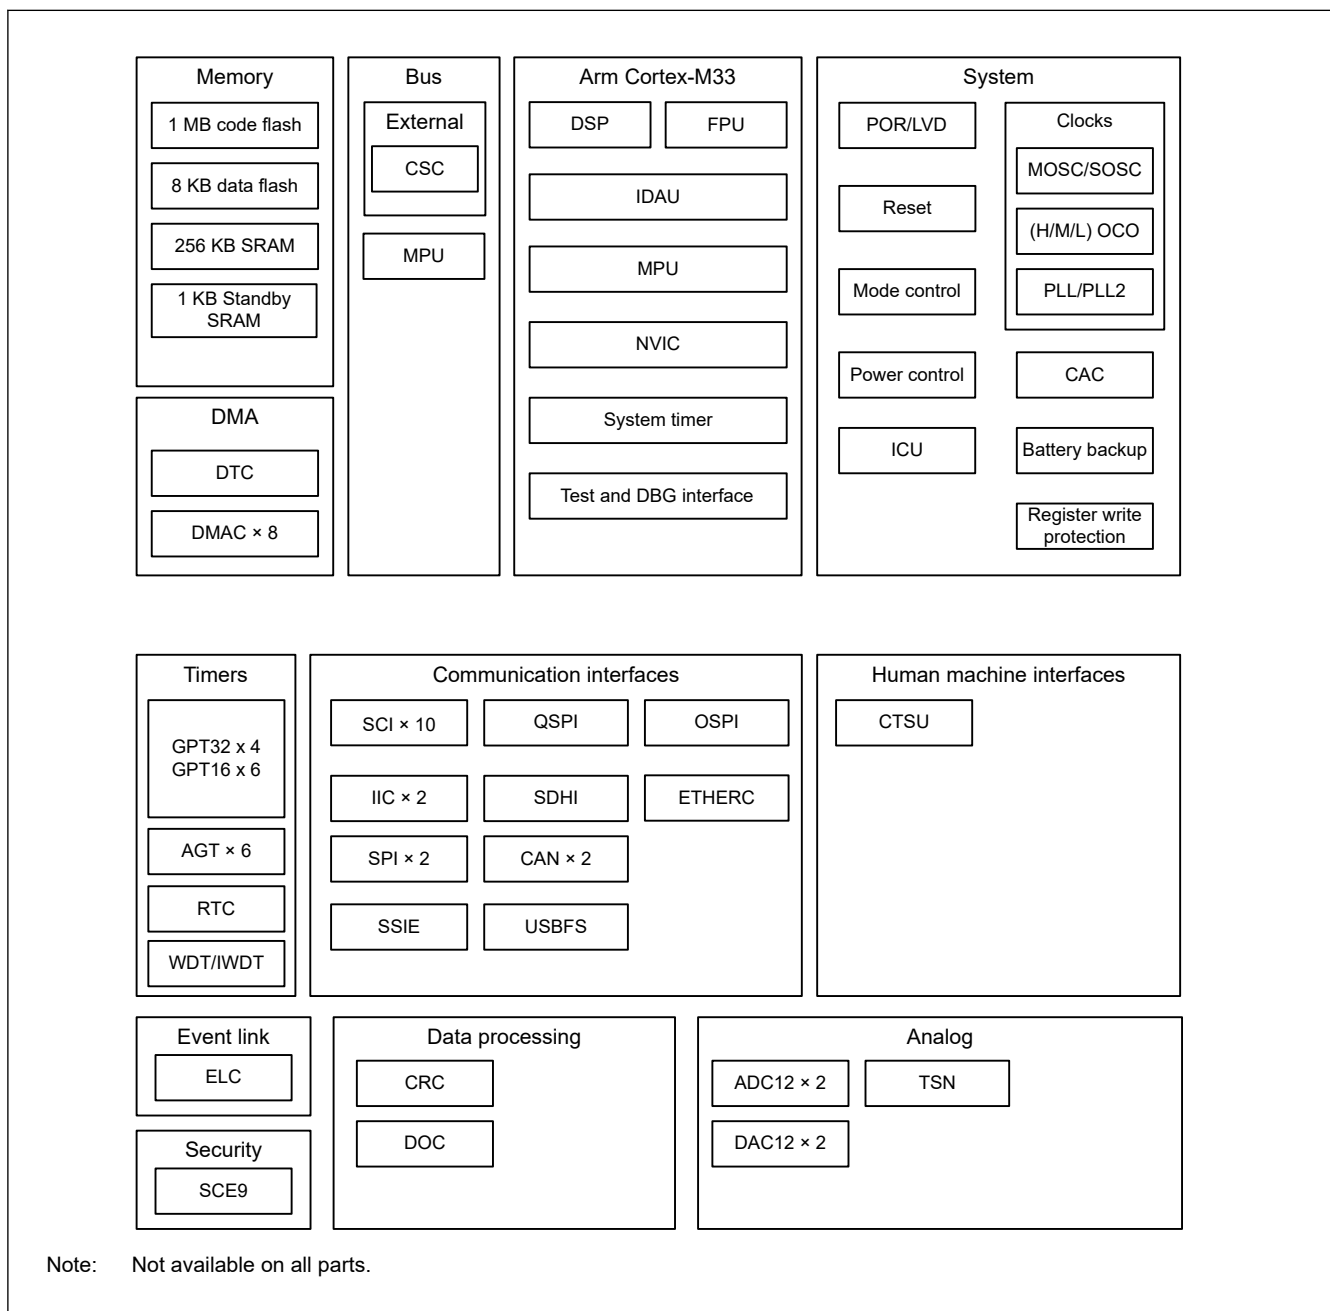 Memory
1 MB code flash
8 KB data flash
256 KB SRAM
1 KB Standby
SRAM
DMA
DTC
DMAC × 8
Bus
External
CSC
MPU
Arm Cortex-M33
DSP
FPU
IDAU
MPU
NVIC
System timer
Test and DBG interface
System
POR/LVD
Reset
Mode control
Power control
ICU
Clocks
MOSC/SOSC
(H/M/L) OCO
PLL/PLL2
CAC
Battery backup
Register write
protection
Timers
GPT32 x 4
GPT16 x 6
AGT × 6
RTC
WDT/IWDT
Communication interfaces
SCI × 10
QSPI
OSPI
IIC × 2
SDHI
ETHERC
SPI × 2
CAN × 2
SSIE
USBFS
Human machine interfaces
CTSU
Event link
ELC
Security
SCE9
Data processing
CRC
DOC
Analog
ADC12 × 2
TSN
DAC12 × 2
Note: Not available on all parts.